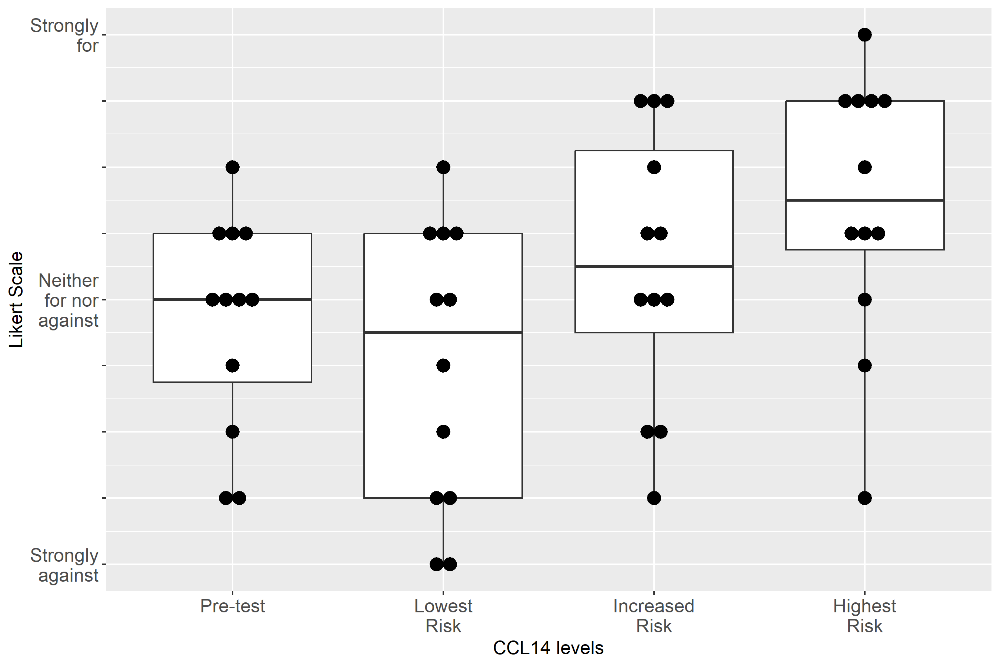 Strongly
for
Neither
for nor
against
Strongly
against
Likert Scale
Pre-test
Lowest
Risk
Increased
Risk
Highest
Risk
CCL14 levels